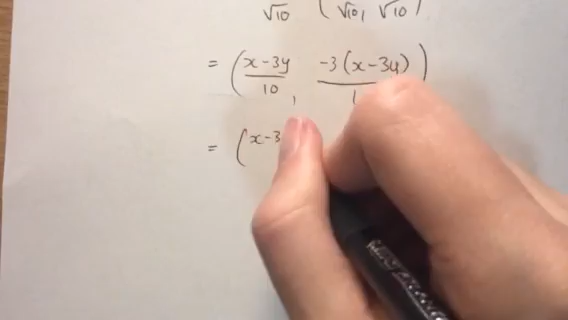 √10 (√10, √10)
= (x-3y/10, -3(x-3y)/1
= (x-3